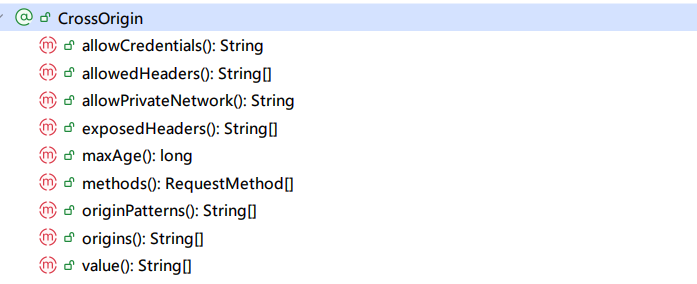 @ CrossOrigin
m allowCredentials(): String
m allowedHeaders(): String[]
m allowPrivateNetwork(): String
m exposedHeaders(): String[]
m maxAge(): long
m methods(): RequestMethod[]
m originPatterns(): String[]
m origins(): String[]
m value(): String[]